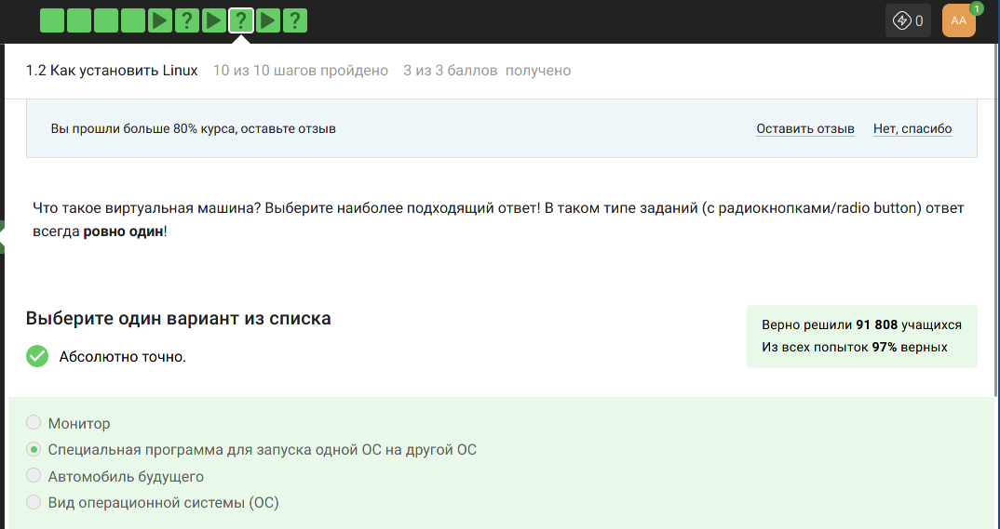 ? ? ?
0
AA
1
1.2 Как установить Linux 10 из 10 шагов пройдено 3 из 3 баллов получено
Вы прошли больше 80% курса, оставьте отзыв Оставить отзыв Нет, спасибо
Что такое виртуальная машина? Выберите наиболее подходящий ответ! В таком типе заданий (с радиокнопками/radio button) ответ
всегда ровно один!
Выберите один вариант из списка
Абсолютно точно.
Верно решили 91 808 учащихся
Из всех попыток 97% верных
Монитор
Специальная программа для запуска одной ОС на другой ОС
Автомобиль будущего
Вид операционной системы (ОС)